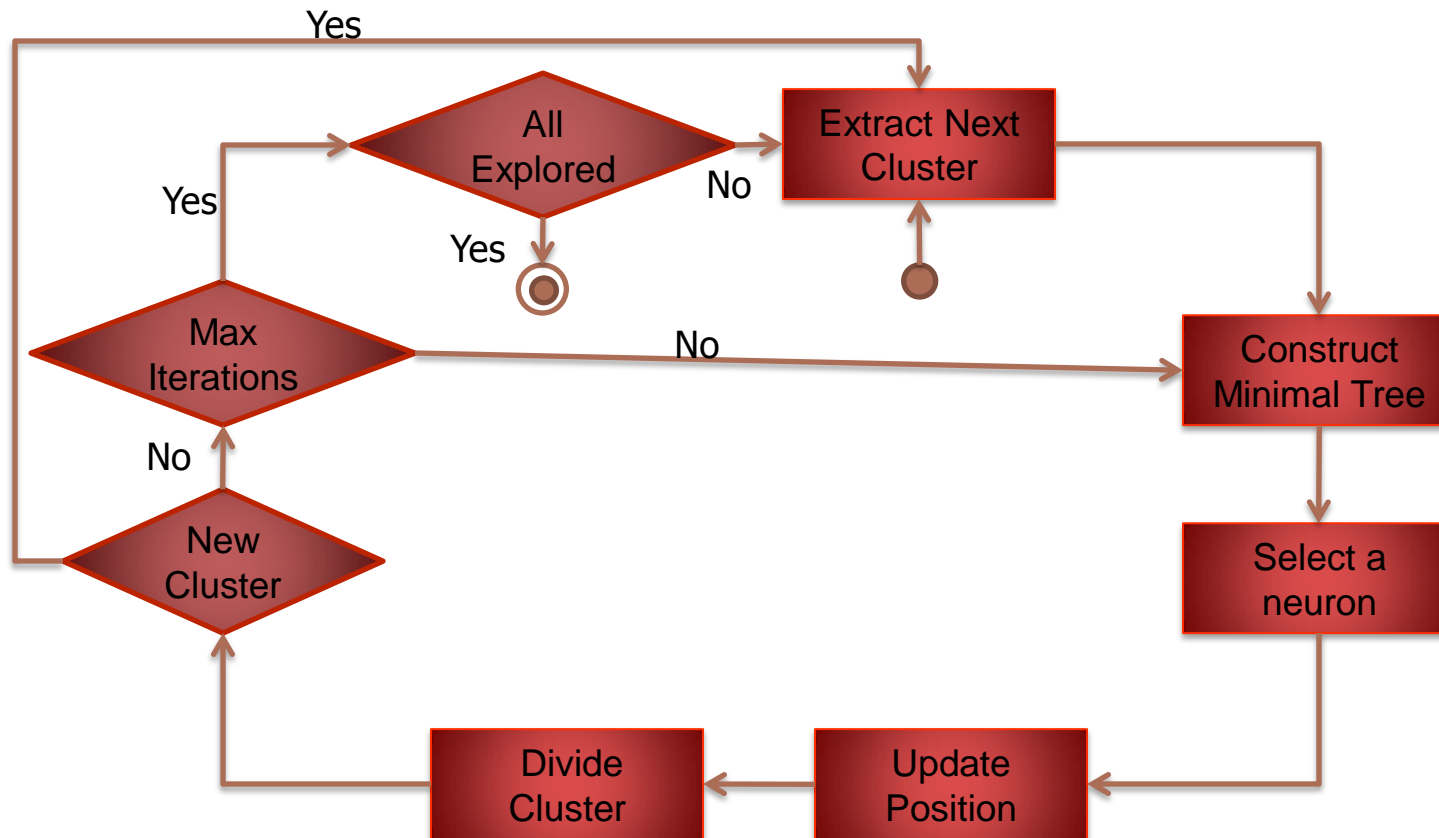 Yes
All
Explored
Extract Next
Cluster
No
Yes
Yes
Max
Iterations
No
Construct
Minimal Tree
No
New
Cluster
Select a
neuron
Divide
Cluster
Update
Position